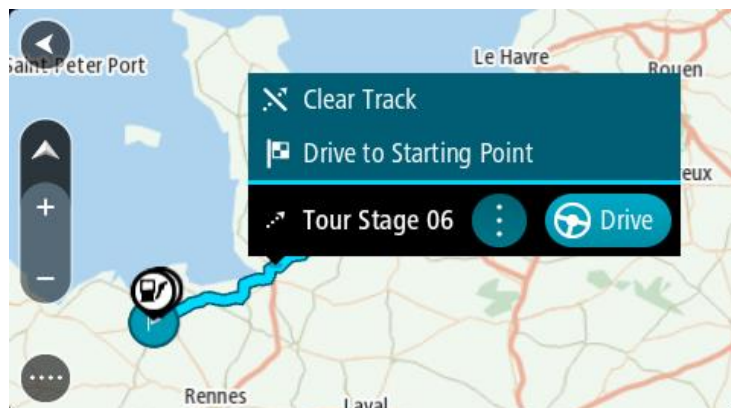 Saint Peter Port
Le Havre
Rouen
Clear Track
Drive to Starting Point
eux
Tour Stage 06
Drive
+
−
Rennes
Laval